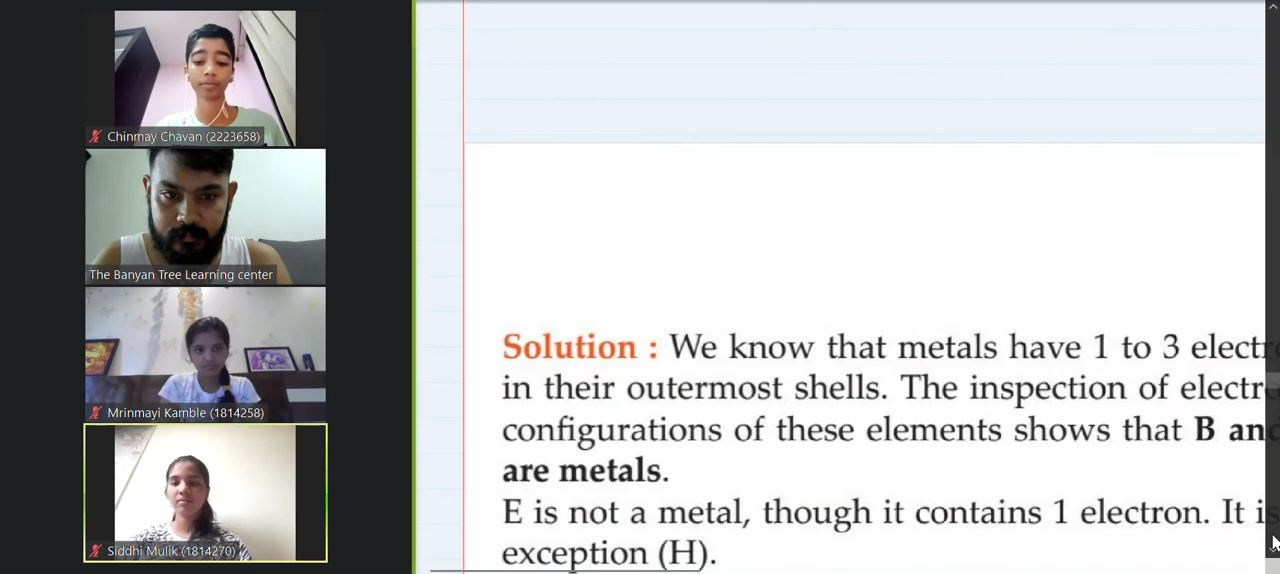 Chinmay Chavan (2223658)
The Banyan Tree Learning center
Mrinmayi Kamble (1814258)
Siddhi Mulik (1814270)
Solution : We know that metals have 1 to 3
in their outermost shells. The inspection of
configurations of these elements shows that B
are metals.
E is not a metal, though it contains 1 electron. It is
exception (H).